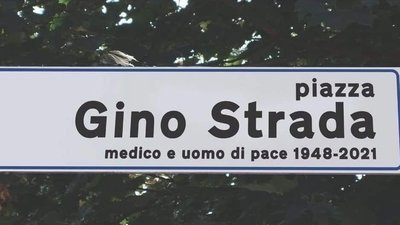 piazza
Gino Strada
medico e uomo di pace 1948-2021